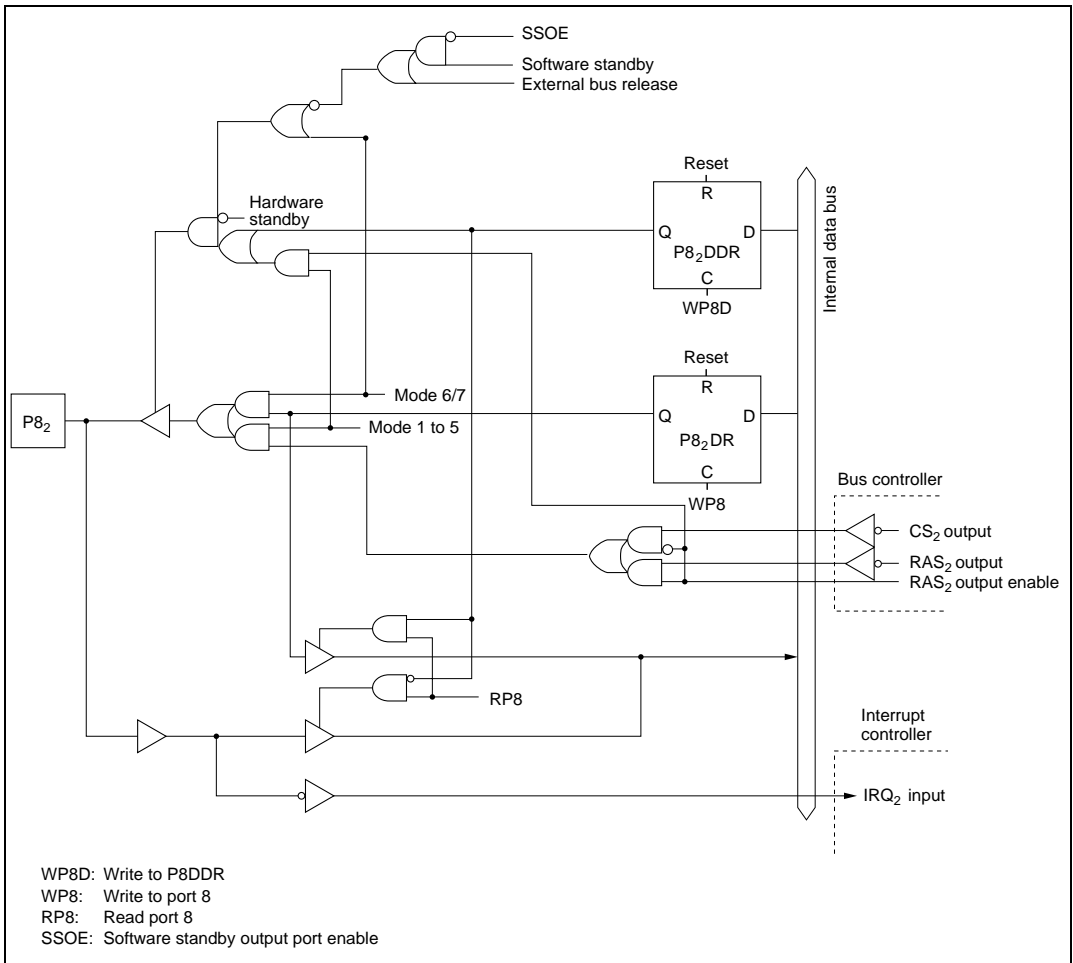 SSOE
Software standby
External bus release
Hardware
standby
Reset
R
Q
D
P8₂DDR
C
WP8D
Internal data bus
Reset
R
Q
D
P8₂DR
C
WP8
Mode 6/7
Mode 1 to 5
P8₂
Bus controller
CS₂ output
RAS₂ output
RAS₂ output enable
RP8
Interrupt
controller
IRQ₂ input
WP8D: Write to P8DDR
WP8: Write to port 8
RP8: Read port 8
SSOE: Software standby output port enable